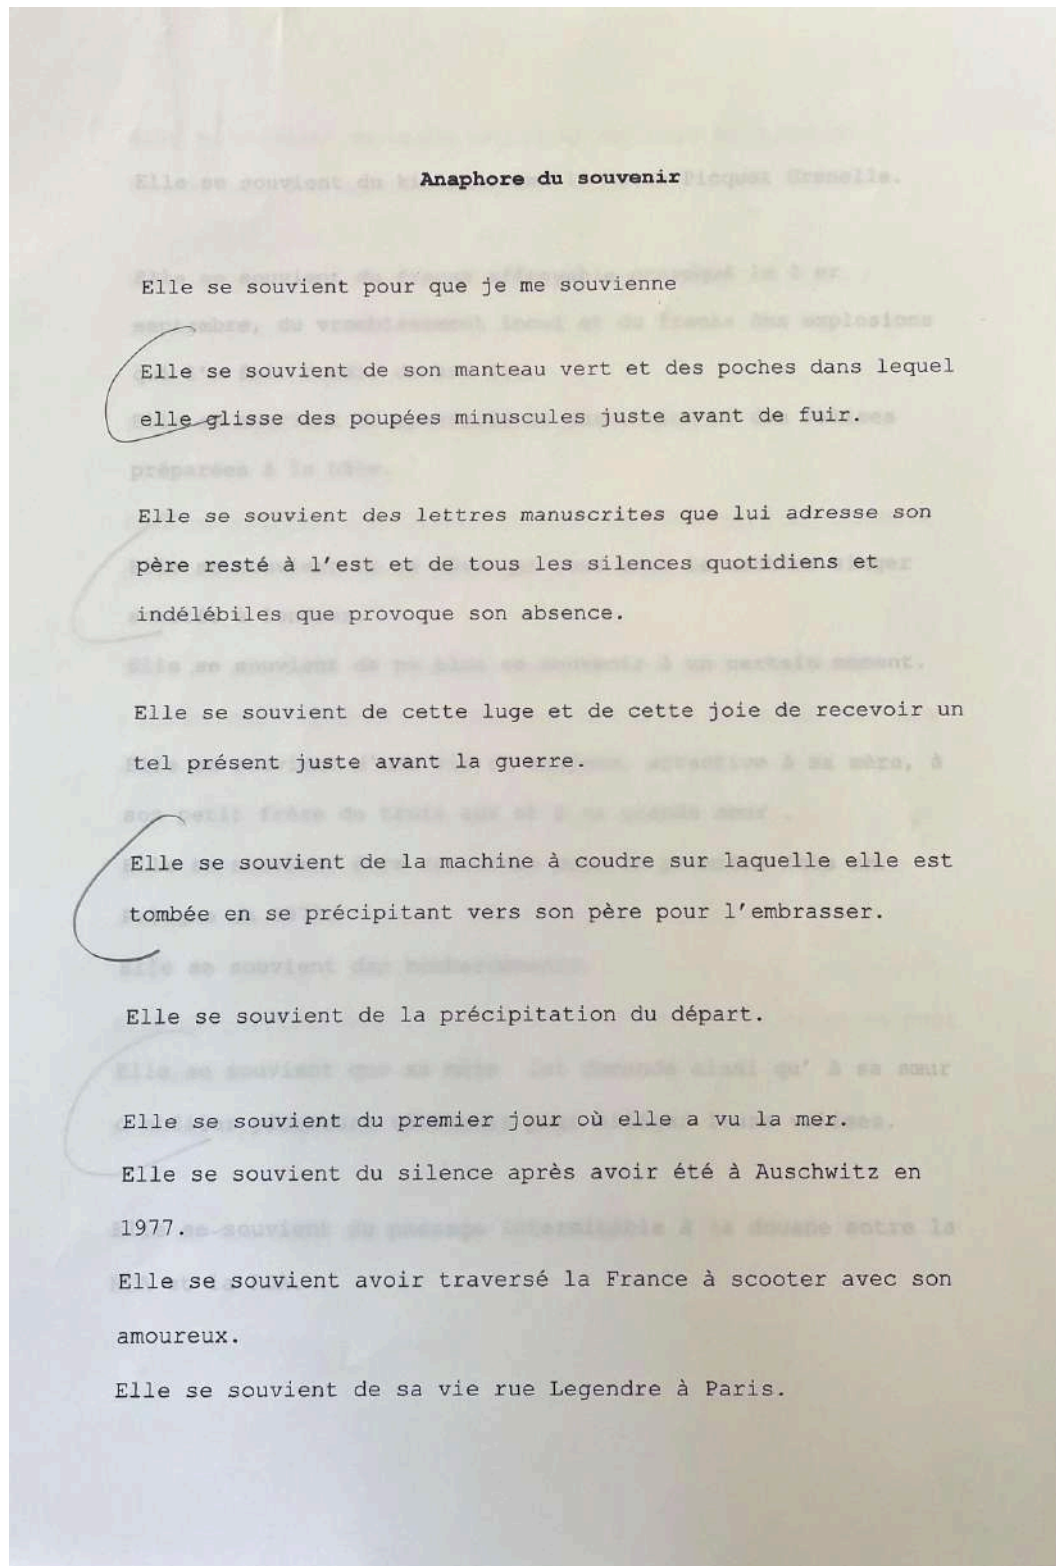 Anaphore du souvenir
Elle se souvient pour que je me souvienne
Elle se souvient de son manteau vert et des poches dans lequel
elle glisse des poupées minuscules juste avant de fuir.
Elle se souvient des lettres manuscrites que lui adresse son
père resté à l'est et de tous les silences quotidiens et
indélébiles que provoque son absence.
Elle se souvient de cette luge et de cette joie de recevoir un
tel présent juste avant la guerre.
Elle se souvient de la machine à coudre sur laquelle elle est
tombée en se précipitant vers son père pour l'embrasser.
Elle se souvient de la précipitation du départ.
Elle se souvient du premier jour où elle a vu la mer.
Elle se souvient du silence après avoir été à Auschwitz en
1977.
Elle se souvient avoir traversé la France à scooter avec son
amoureux.
Elle se souvient de sa vie rue Legendre à Paris.